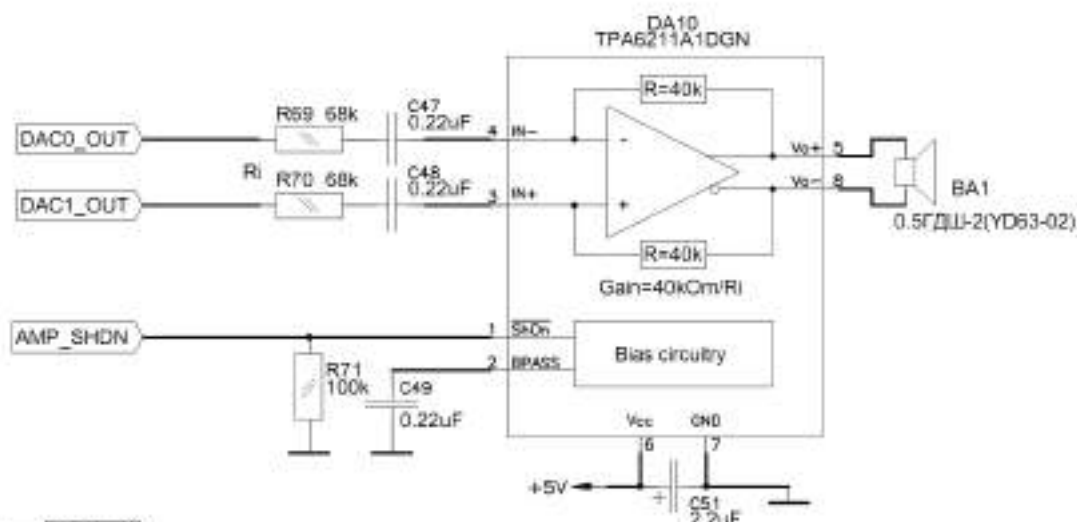 DA10
TPA6211A1DGN
R=40k
R69 68k
C47
0.22uF
4 IN-
DAC0_OUT
-
Vo+ 5
Ri
R70 68k
C48
0.22uF
3 IN+
DAC1_OUT
+
Vo- 8
BA1
0.5ГДШ-2(YD63-02)
R=40k
Gain=40kOm/Ri
AMP_SHDN
1 ShDn
Bias circuitry
2 BPASS
R71
100k
C49
0.22uF
Vcc GND
6 7
+5V
+
C51
2.2uF